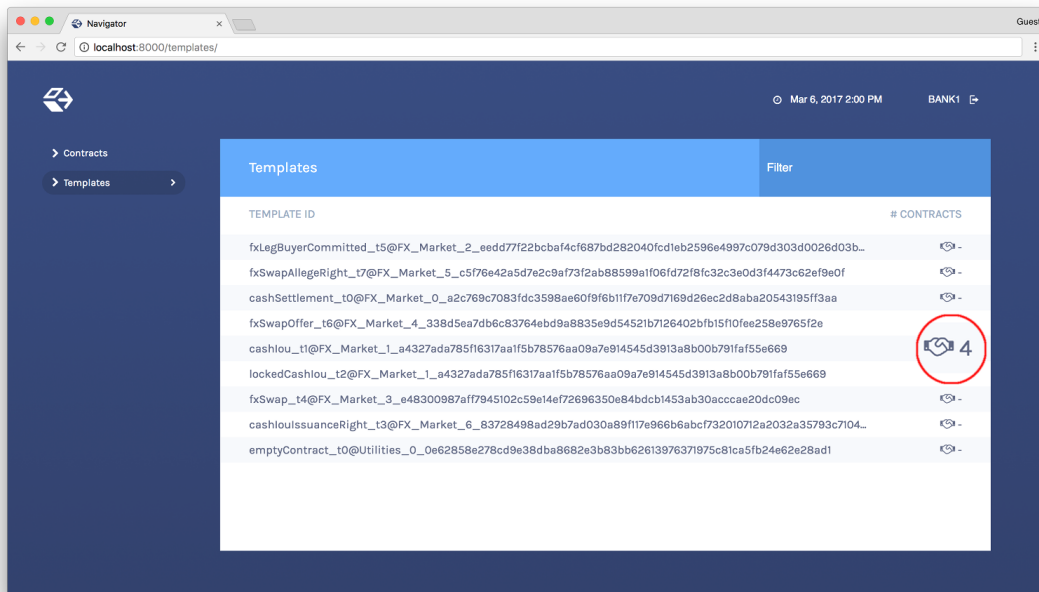 Navigator
Guest
localhost:8000/templates/
Mar 6, 2017 2:00 PM
BANK1
Contracts
Templates
Templates
Filter
TEMPLATE ID
# CONTRACTS
fxLegBuyerCommitted_t5@FX_Market_2_eedd77f22bcbaf4cf687bd282040fcd1eb2596e4997c079d303d0026d03b... -
fxSwapAllegeRight_t7@FX_Market_5_c5f76e42a5d7e2c9af73f2ab88599a1f06fd72f8fc32c3e0d3f4473c62ef9e0f -
cashSettlement_t0@FX_Market_0_a2c769c7083fdc3598ae60f9f6b11f7e709d7169d26ec2d8aba20543195ff3aa -
fxSwapOffer_t6@FX_Market_4_338d5ea7db6c83764ebd9a8835e9d54521b7126402bfb15f10fee258e9765f2e
cashIou_t1@FX_Market_1_a4327ada785f16317aa1f5b78576aa09a7e914545d3913a8b00b791faf55e669 4
lockedCashIou_t2@FX_Market_1_a4327ada785f16317aa1f5b78576aa09a7e914545d3913a8b00b791faf55e669
fxSwap_t4@FX_Market_3_e48300987aff7945102c59e14ef72696350e84bdcb1453ab30acccae20dc09ec -
cashIouIssuanceRight_t3@FX_Market_6_83728498ad29b7ad030a89f117e966b6abcf732010712a2032a35793c7104... -
emptyContract_t0@Utilities_0_0e62858e278cd9e38dba8682e3b83bb62613976371975c81ca5fb24e62e28ad1 -